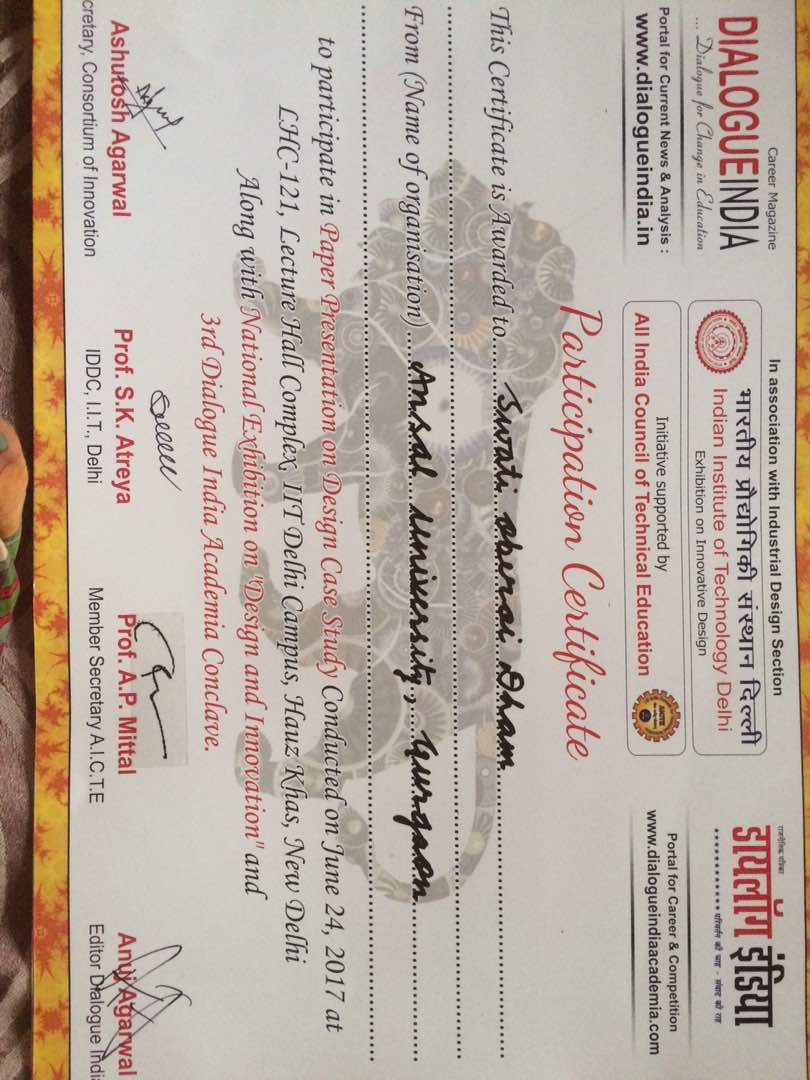 Career Magazine
DIALOGUEINDIA
... Dialogue for Change in Education
Portal for Current News & Analysis :
www.dialogueindia.in
In association with Industrial Design Section
भारतीय प्रौद्योगिकी संस्थान दिल्ली
Indian Institute of Technology Delhi
Exhibition on Innovative Design
Initiative supported by
All India Council of Technical Education
डायलॉग इंडिया
Portal for Career & Competition
www.dialogueindiaacademia.com
Participation Certificate
This Certificate is Awarded to Swati oberoi Dham
From (Name of organisation) Ansal university, Gurgaon
to participate in Paper Presentation on Design Case Study Conducted on June 24, 2017 at
LHC-121, Lecture Hall Complex, IIT Delhi Campus, Hauz Khas, New Delhi
Along with National Exhibition on "Design and Innovation" and
3rd Dialogue India Academia Conclave.
Ashutosh Agarwal
cretary, Consortium of Innovation
Prof. S.K. Atreya
IDDC, I.I.T., Delhi
Prof. A.P. Mittal
Member Secretary A.I.C.T.E
Anuj Agarwal
Editor Dialogue Indi